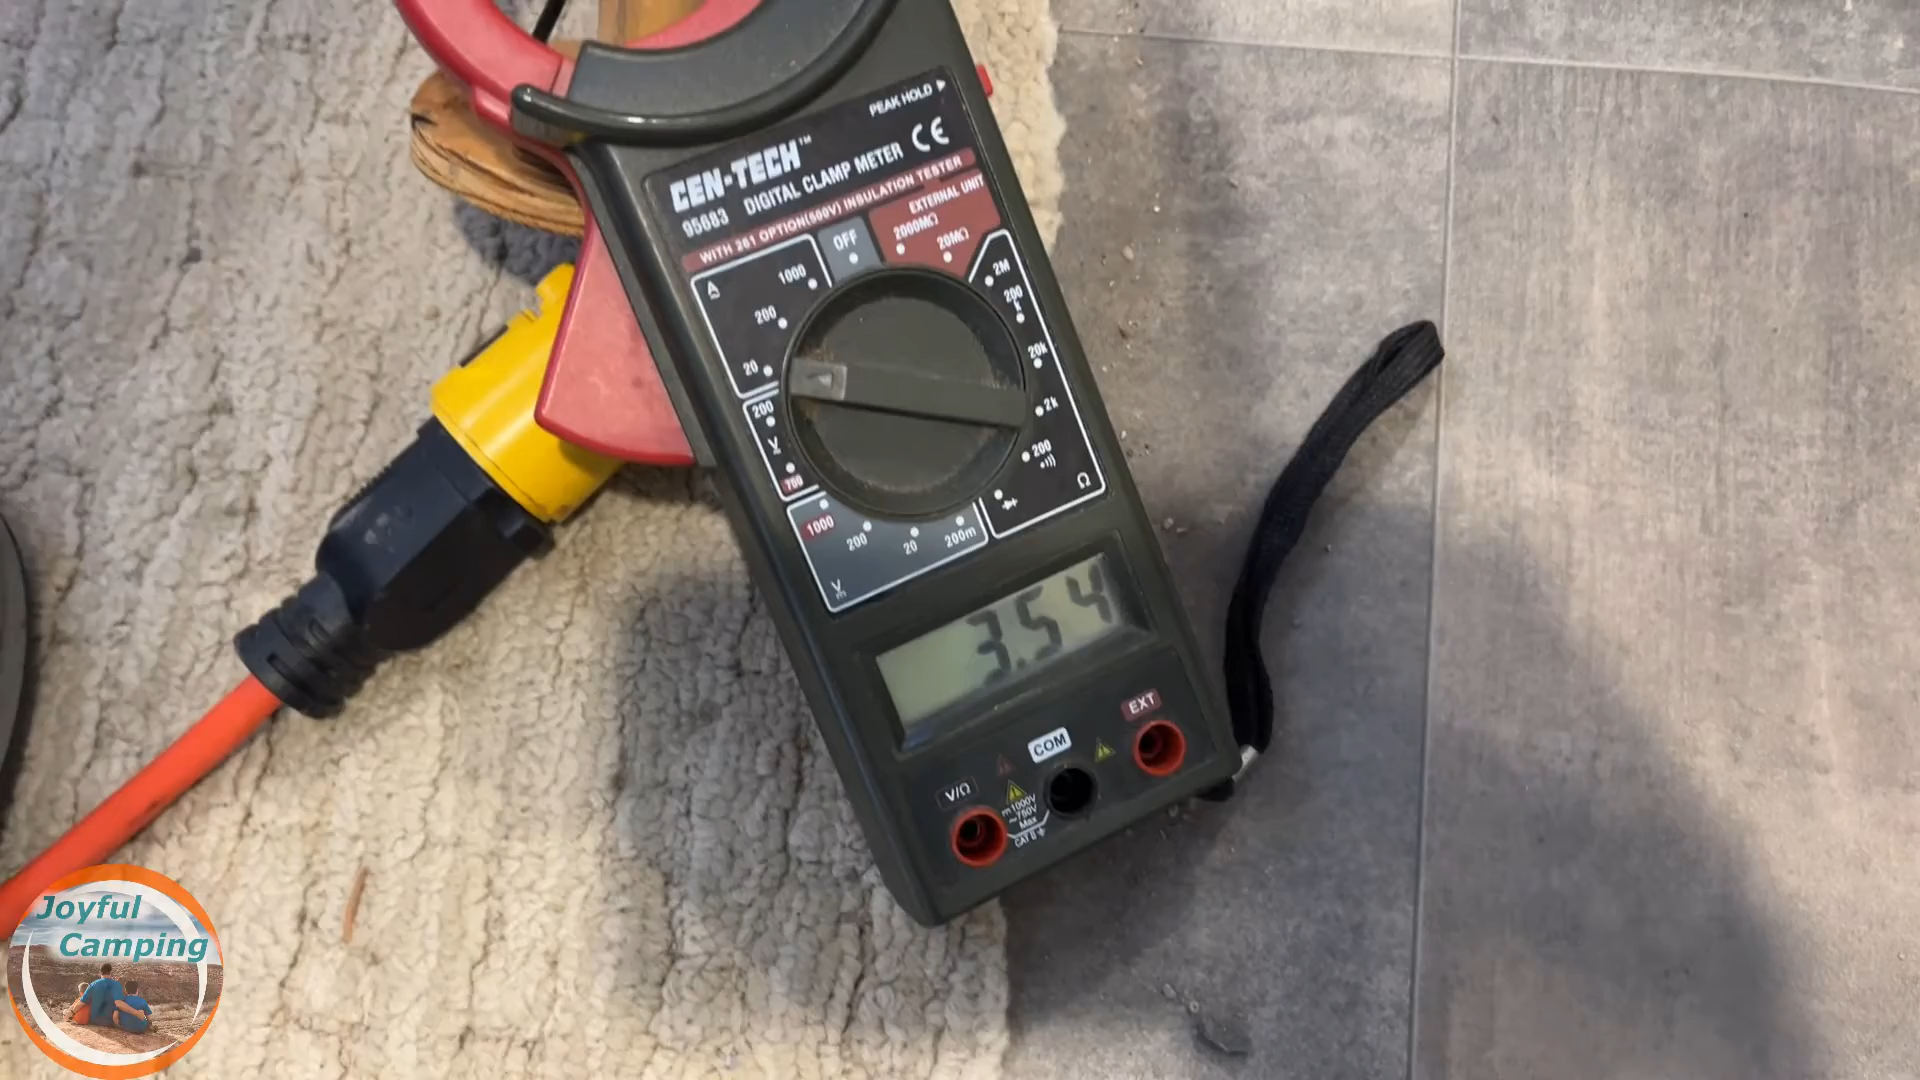 PEAK HOLD
CEN-TECH™
95683 DIGITAL CLAMP METER CE
WITH 261 OPTION(500V) INSULATION TESTER
OFF
EXTERNAL UNIT
2000MΩ
20MΩ
A
1000
200
20
200
V
750
1000
200
20
200m
V
2M
200
k
20k
2k
200
Ω
3.54
EXT
COM
V/Ω
1000V
~750V
Max
CAT II
Joyful
Camping